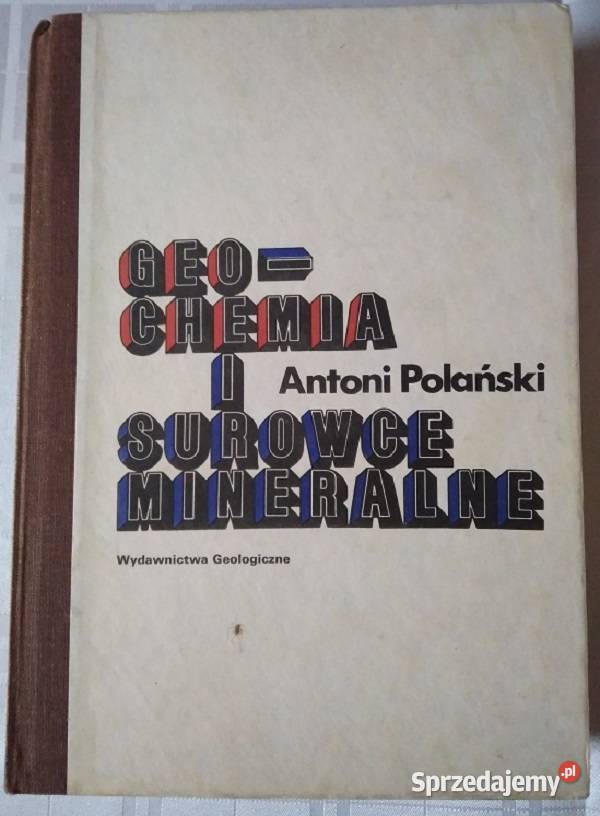 GEO-
CHEMIA
I
Antoni Polański
SUROWCE
MINERALNE
Wydawnictwa Geologiczne
Sprzedajemy.pl